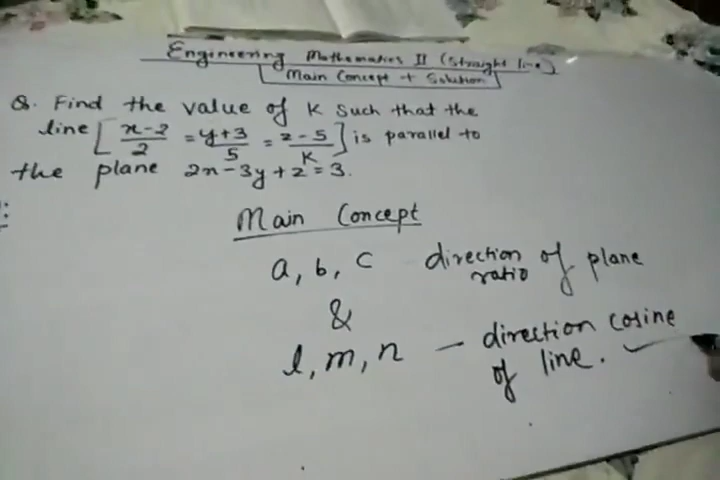 Engineering Mathematics II (Straight line)
Main Concept + Solution
Q. Find the value of K such that the
line [ x-2/2 = y+3/5 = z-5/K ] is parallel to
the plane 2x-3y+z=3.
Main Concept
a, b, c direction ratio of plane
&
l, m, n - direction cosine
of line.